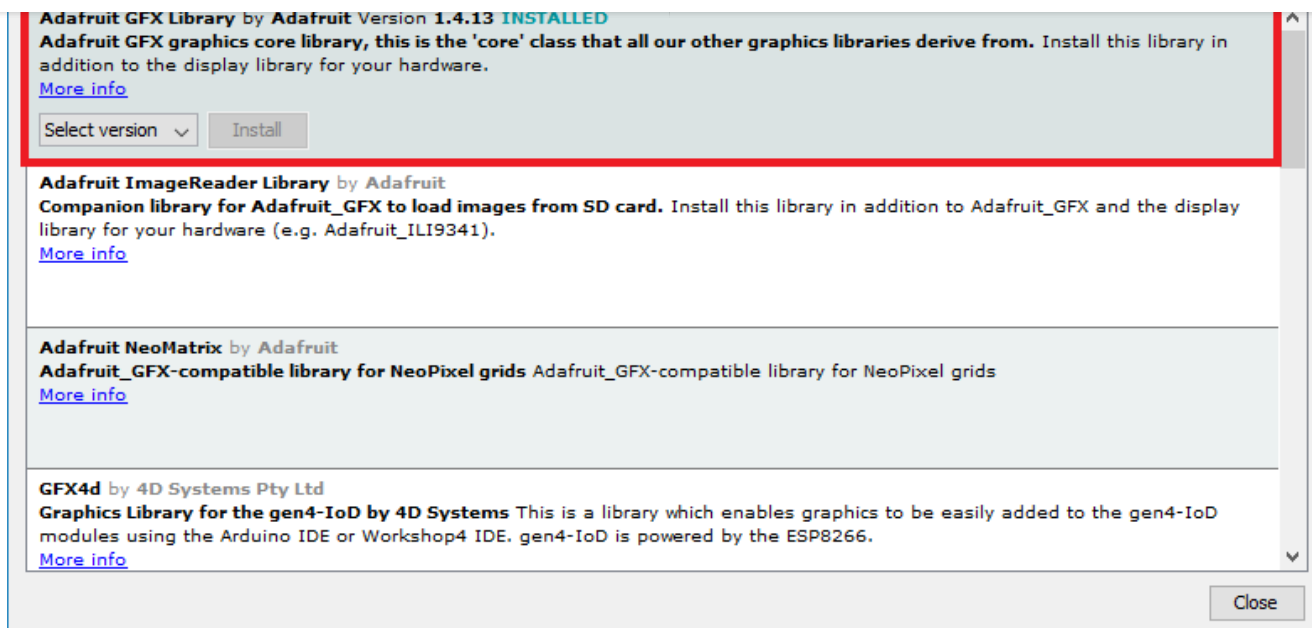 Adafruit GFX Library by Adafruit Version 1.4.13 INSTALLED
Adafruit GFX graphics core library, this is the 'core' class that all our other graphics libraries derive from. Install this library in
addition to the display library for your hardware.
More info
Select version Install
Adafruit ImageReader Library by Adafruit
Companion library for Adafruit_GFX to load images from SD card. Install this library in addition to Adafruit_GFX and the display
library for your hardware (e.g. Adafruit_ILI9341).
More info
Adafruit NeoMatrix by Adafruit
Adafruit_GFX-compatible library for NeoPixel grids Adafruit_GFX-compatible library for NeoPixel grids
More info
GFX4d by 4D Systems Pty Ltd
Graphics Library for the gen4-IoD by 4D Systems This is a library which enables graphics to be easily added to the gen4-IoD
modules using the Arduino IDE or Workshop4 IDE. gen4-IoD is powered by the ESP8266.
More info
Close